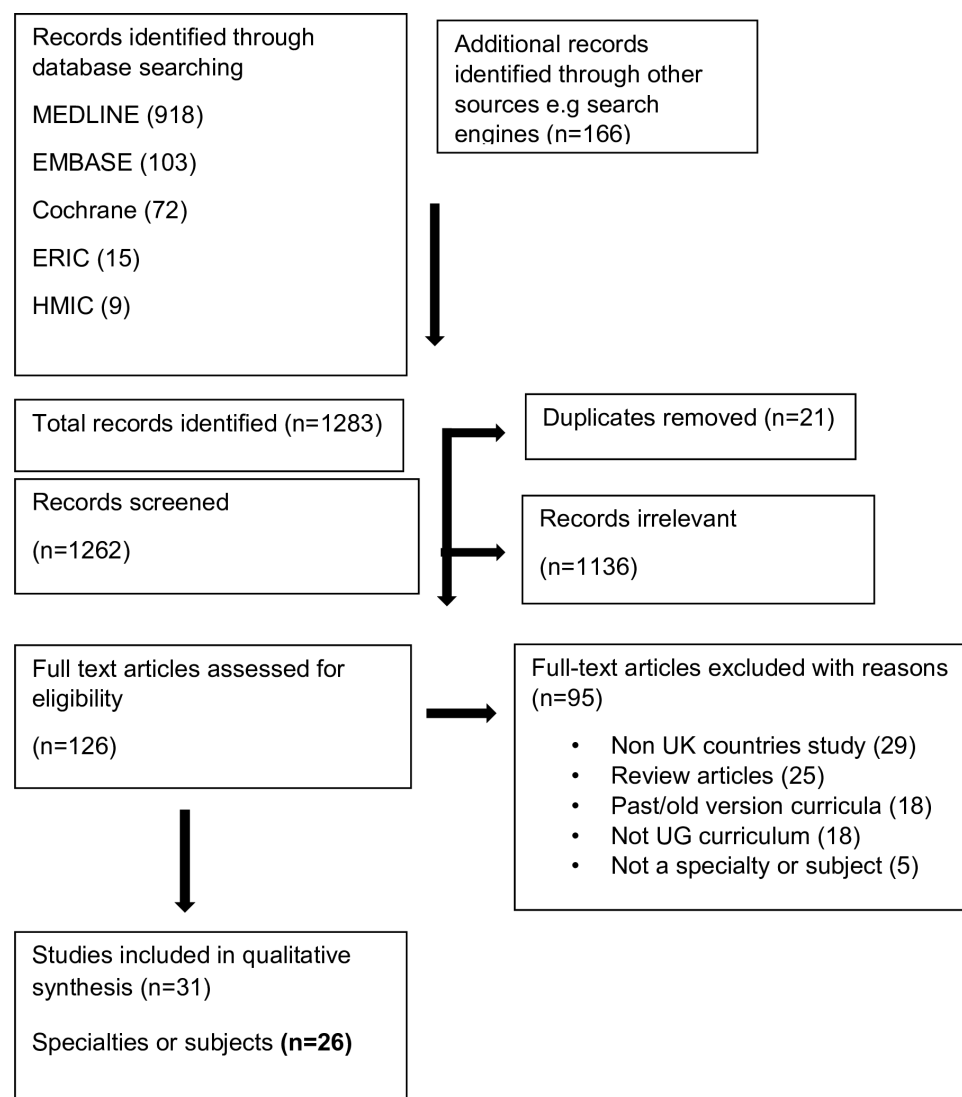 Records identified through
database searching
MEDLINE (918)
EMBASE (103)
Cochrane (72)
ERIC (15)
HMIC (9)
Additional records
identified through other
sources e.g search
engines (n=166)
Total records identified (n=1283)
Duplicates removed (n=21)
Records screened
(n=1262)
Records irrelevant
(n=1136)
Full text articles assessed for
eligibility
(n=126)
Full-text articles excluded with reasons
(n=95)
• Non UK countries study (29)
• Review articles (25)
• Past/old version curricula (18)
• Not UG curriculum (18)
• Not a specialty or subject (5)
Studies included in qualitative
synthesis (n=31)
Specialties or subjects (n=26)